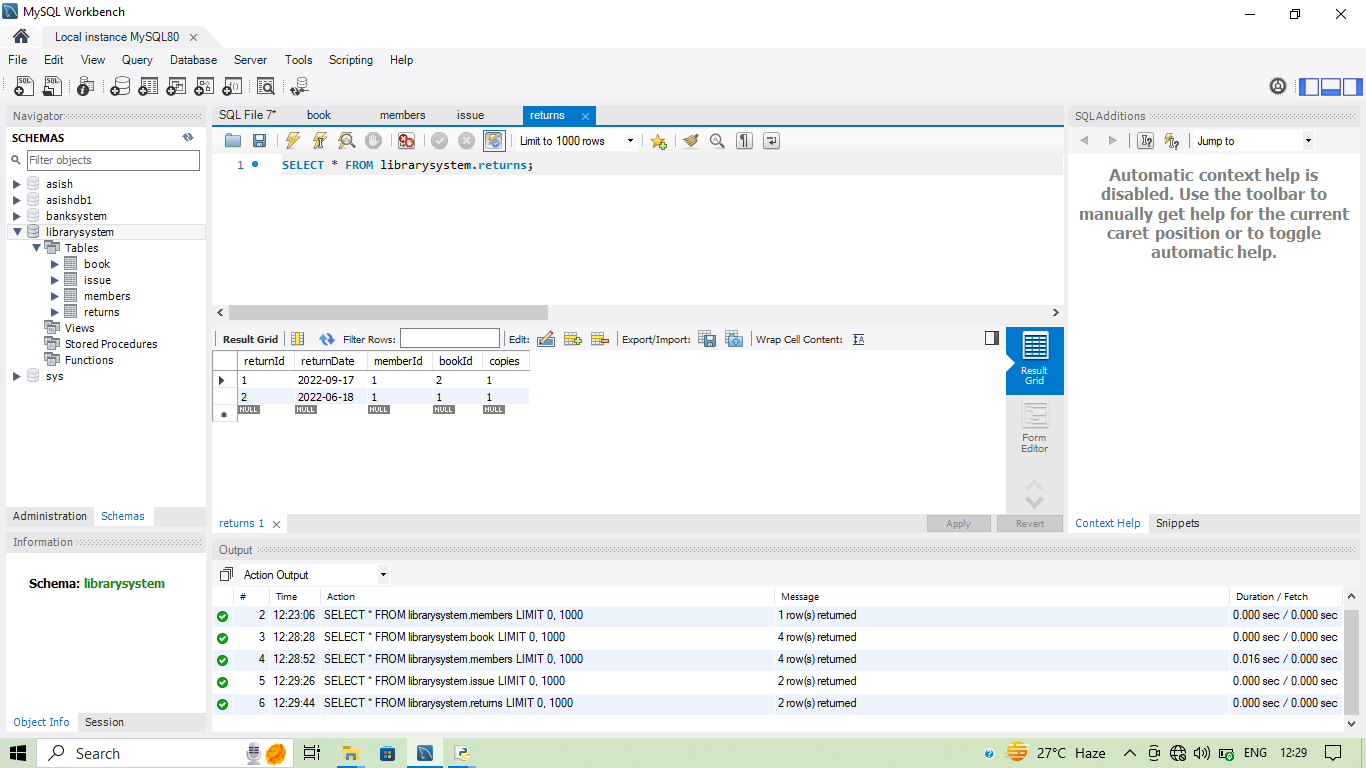 MySQL Workbench
Local instance MySQL80
File Edit View Query Database Server Tools Scripting Help
Navigator
SCHEMAS
Filter objects
asish
asishdb1
banksystem
librarysystem
Tables
book
issue
members
returns
Views
Stored Procedures
Functions
sys
Administration Schemas
Information
Schema: librarysystem
Object Info Session
SQL File 7* book members issue returns
Limit to 1000 rows
1 SELECT * FROM librarysystem.returns;
Result Grid Filter Rows: Edit: Export/Import: Wrap Cell Content:
returnId returnDate memberId bookId copies
1 2022-09-17 1 2 1
2 2022-06-18 1 1 1
NULL NULL NULL NULL NULL
Result
Grid
Form
Editor
returns 1 Apply Revert
SQLAdditions
Jump to
Automatic context help is
disabled. Use the toolbar to
manually get help for the current
caret position or to toggle
automatic help.
Context Help Snippets
Output
Action Output
# Time Action Message Duration / Fetch
2 12:23:06 SELECT * FROM librarysystem.members LIMIT 0, 1000 1 row(s) returned 0.000 sec / 0.000 sec
3 12:28:28 SELECT * FROM librarysystem.book LIMIT 0, 1000 4 row(s) returned 0.000 sec / 0.000 sec
4 12:28:52 SELECT * FROM librarysystem.members LIMIT 0, 1000 4 row(s) returned 0.016 sec / 0.000 sec
5 12:29:26 SELECT * FROM librarysystem.issue LIMIT 0, 1000 2 row(s) returned 0.000 sec / 0.000 sec
6 12:29:44 SELECT * FROM librarysystem.returns LIMIT 0, 1000 2 row(s) returned 0.000 sec / 0.000 sec
Search 27°C Haze ENG 12:29